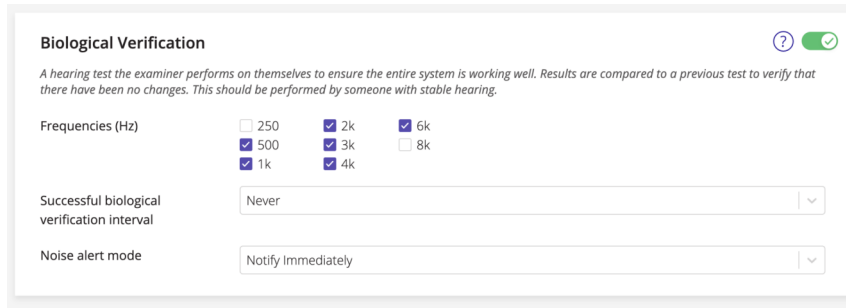 Biological Verification
?
A hearing test the examiner performs on themselves to ensure the entire system is working well. Results are compared to a previous test to verify that
there have been no changes. This should be performed by someone with stable hearing.
Frequencies (Hz)
250 2k 6k
500 3k 8k
1k 4k
Successful biological
verification interval
Never
Noise alert mode
Notify Immediately